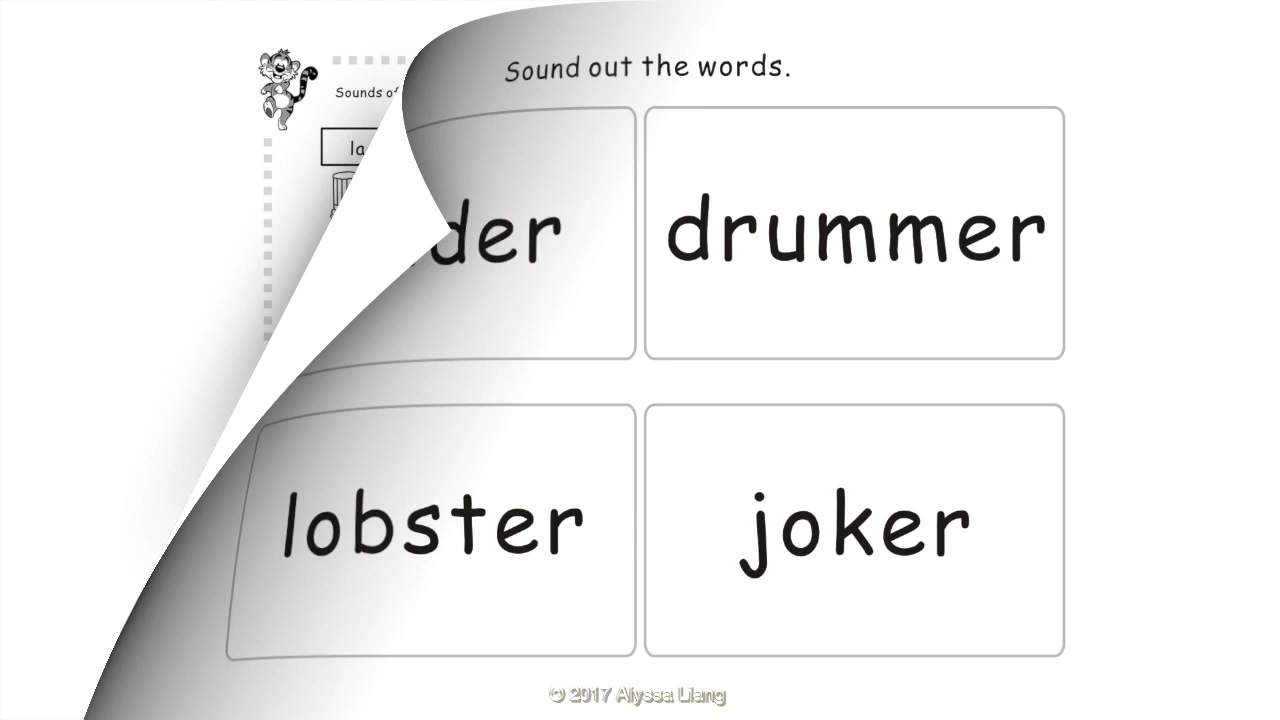 Sound out the words.
Sounds of
la
der drummer
lobster joker
© 2017 Alyssa Liang